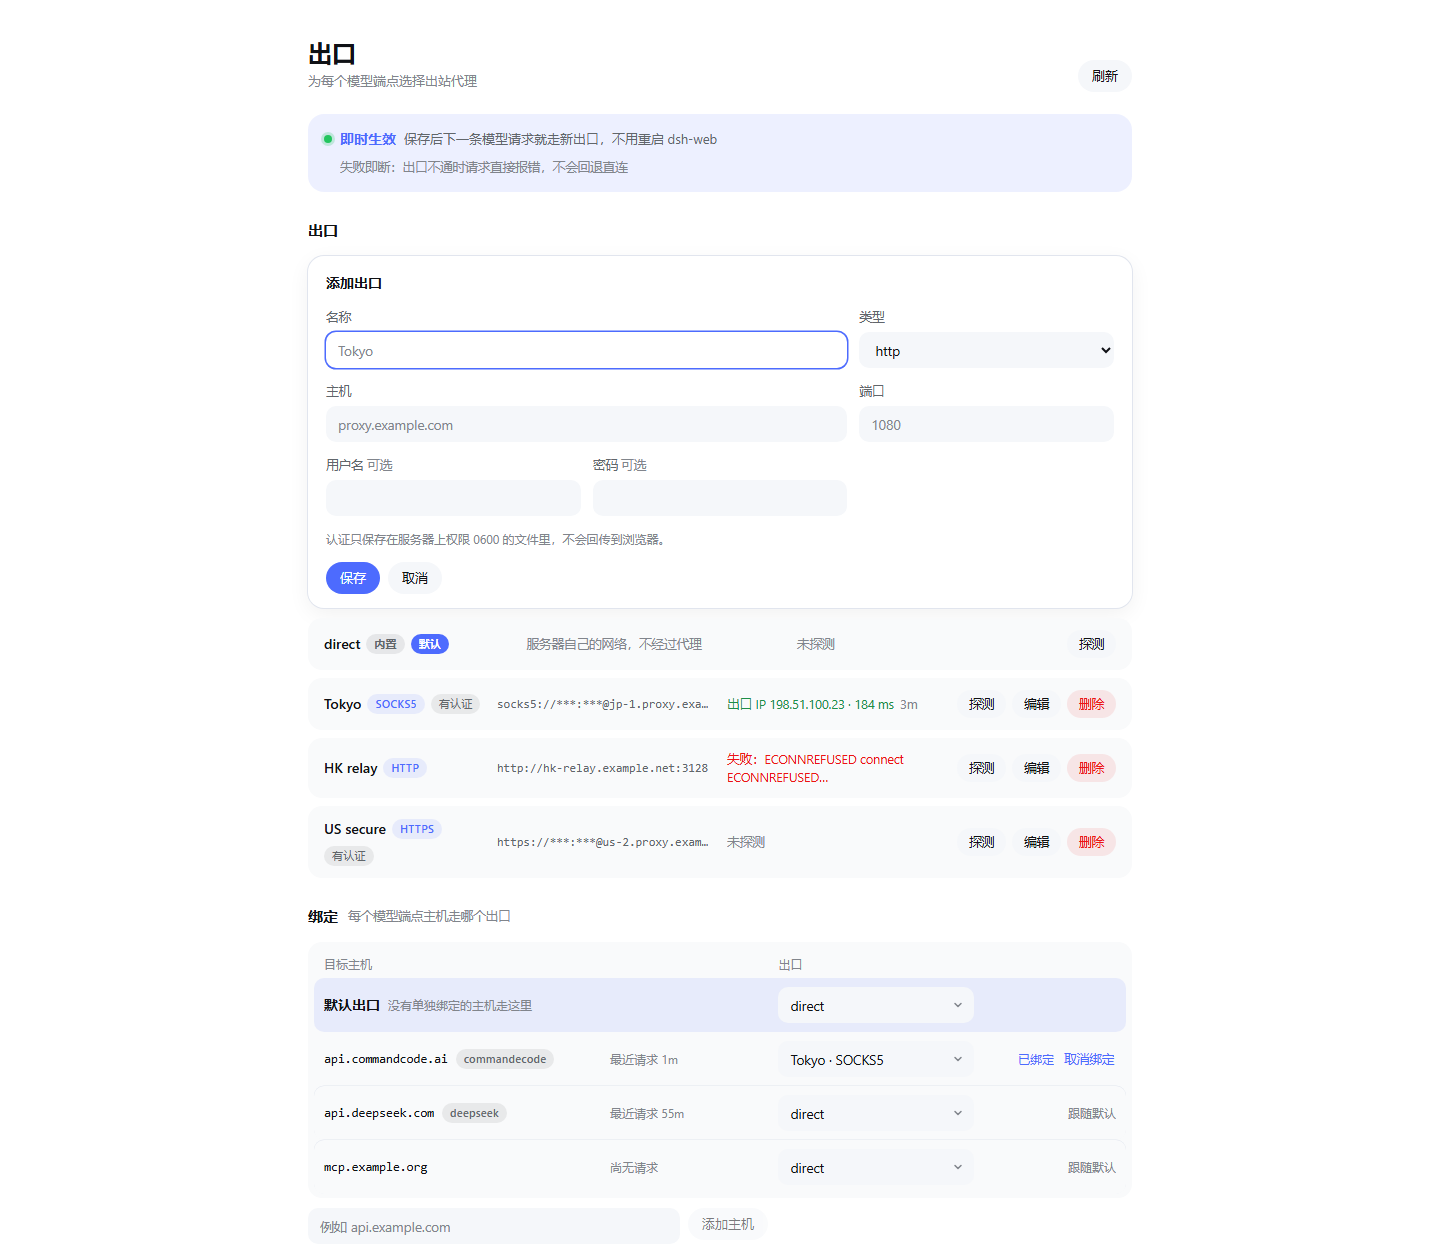 出口
为每个模型端点选择出站代理
刷新
即时生效 保存后下一条模型请求就走新出口，不用重启 dsh-web
失败即断：出口不通时请求直接报错，不会回退直连
出口
添加出口
名称
类型
Tokyo
http
主机
端口
proxy.example.com
1080
用户名 可选
密码 可选
认证只保存在服务器上权限 0600 的文件里，不会回传到浏览器。
保存
取消
direct 内置 默认 服务器自己的网络，不经过代理 未探测 探测
Tokyo SOCKS5 有认证 socks5://***:***@jp-1.proxy.exa… 出口 IP 198.51.100.23 · 184 ms 3m 探测 编辑 删除
HK relay HTTP http://hk-relay.example.net:3128 失败：ECONNREFUSED connect
ECONNREFUSED… 探测 编辑 删除
US secure HTTPS
有认证 https://***:***@us-2.proxy.exam… 未探测 探测 编辑 删除
绑定 每个模型端点主机走哪个出口
目标主机 出口
默认出口 没有单独绑定的主机走这里 direct
api.commandcode.ai commandecode 最近请求 1m Tokyo · SOCKS5 已绑定 取消绑定
api.deepseek.com deepseek 最近请求 55m direct 跟随默认
mcp.example.org 尚无请求 direct 跟随默认
例如 api.example.com 添加主机